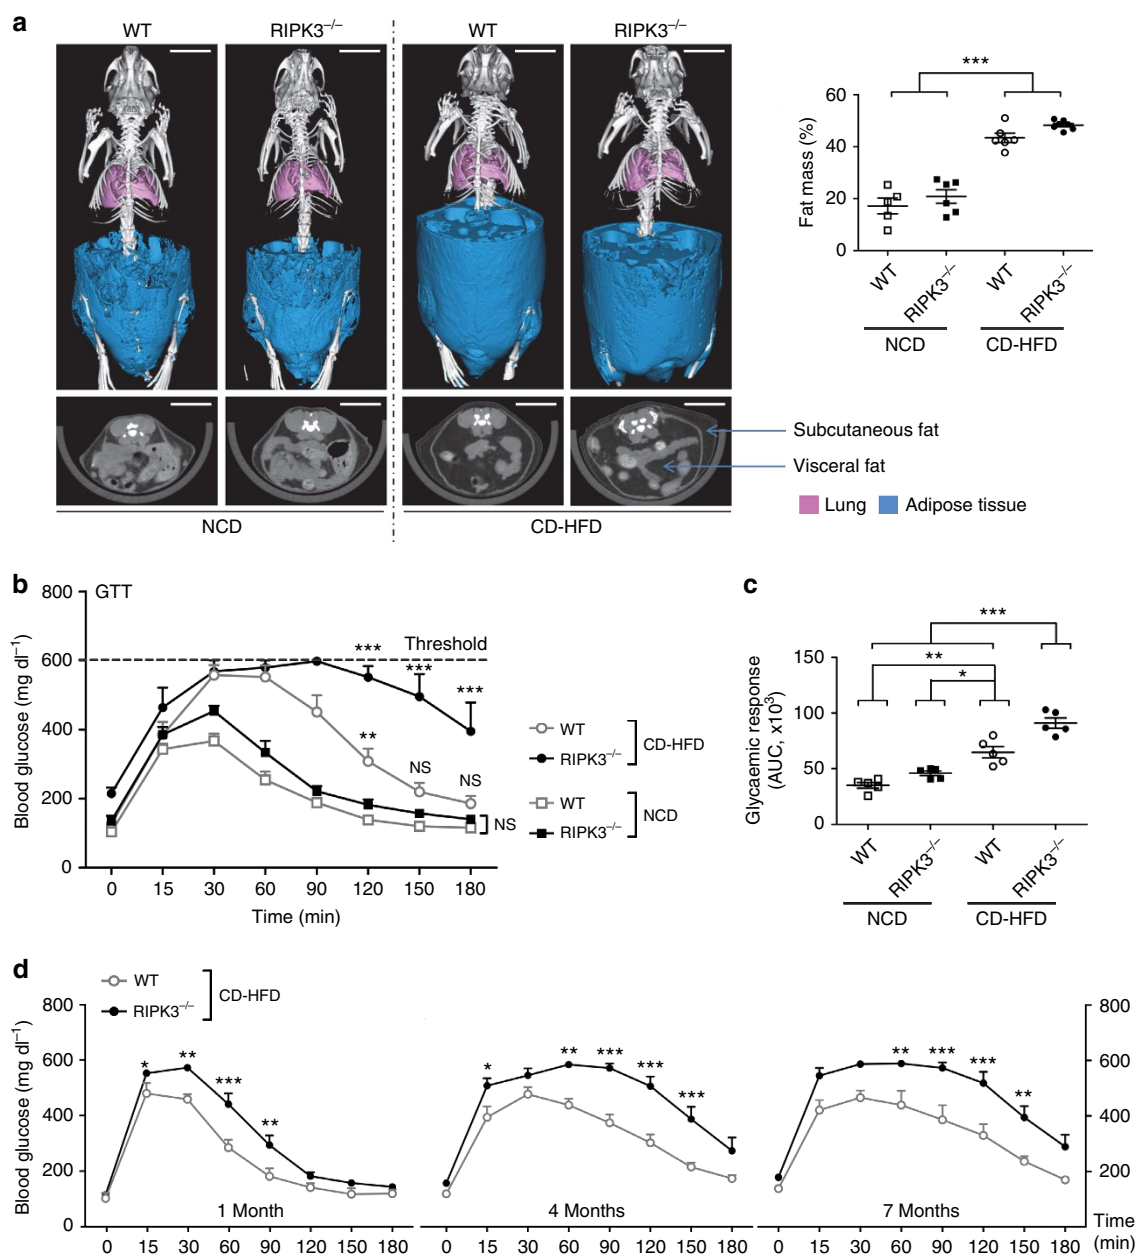 a
WT
RIPK3–/–
WT
RIPK3–/–
NCD
CD-HFD
Subcutaneous fat
Visceral fat
Lung
Adipose tissue
***
Fat mass (%)
60
40
20
0
WT
RIPK3–/–
WT
RIPK3–/–
NCD
CD-HFD
b
GTT
Blood glucose (mg dl–1)
800
600
400
200
0
Threshold
***
***
***
**
NS
NS
NS
0 15 30 60 90 120 150 180
Time (min)
WT
RIPK3–/–
CD-HFD
WT
RIPK3–/–
NCD
c
***
**
*
Glycaemic response
(AUC, x103)
150
100
50
0
WT
RIPK3–/–
WT
RIPK3–/–
NCD
CD-HFD
d
WT
RIPK3–/–
CD-HFD
Blood glucose (mg dl–1)
800
600
400
200
0
* ** *** **
1 Month
0 15 30 60 90 120 150 180
* ** *** *** ***
4 Months
0 15 30 60 90 120 150 180
** *** *** **
7 Months
0 15 30 60 90 120 150 180
800
600
400
200
Time
(min)